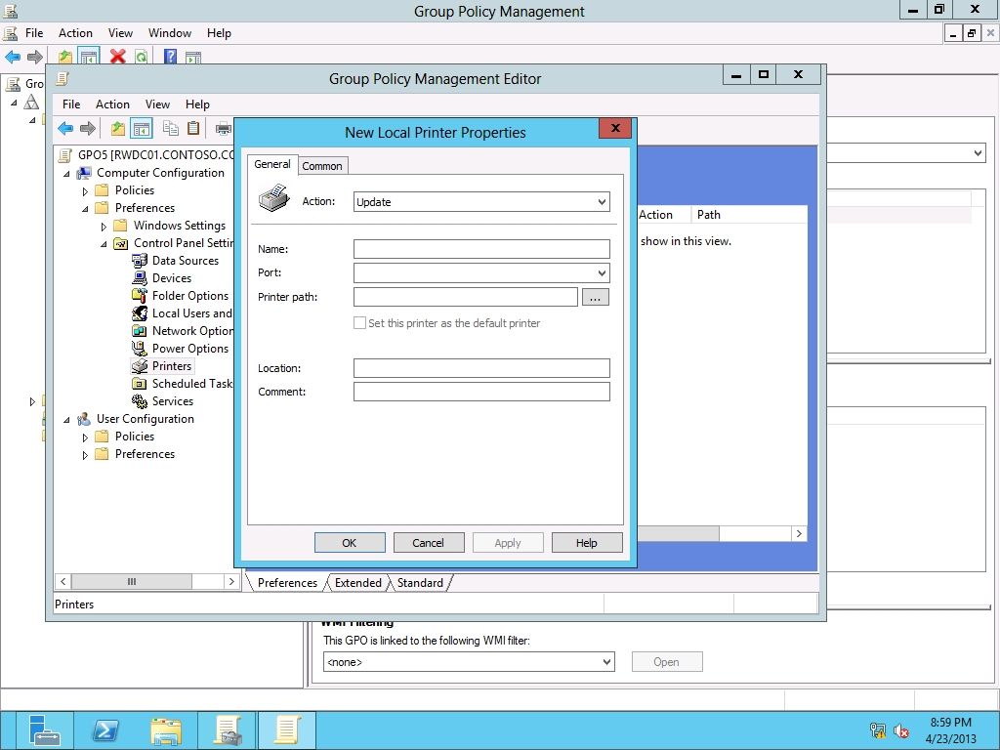 Group Policy Management
File Action View Window Help
Gro
Group Policy Management Editor
File Action View Help
New Local Printer Properties
GPO5 [RWDC01.CONTOSO.CO
Computer Configuration
Policies
Preferences
Windows Settings
Control Panel Settin
Data Sources
Devices
Folder Options
Local Users and
Network Option
Power Options
Printers
Scheduled Task
Services
User Configuration
Policies
Preferences
General Common
Action: Update
Name:
Port:
Printer path: ...
Set this printer as the default printer
Location:
Comment:
OK Cancel Apply Help
Action Path
show in this view.
Preferences Extended Standard
Printers
WMI Filtering
This GPO is linked to the following WMI filter:
<none> Open
8:59 PM
4/23/2013